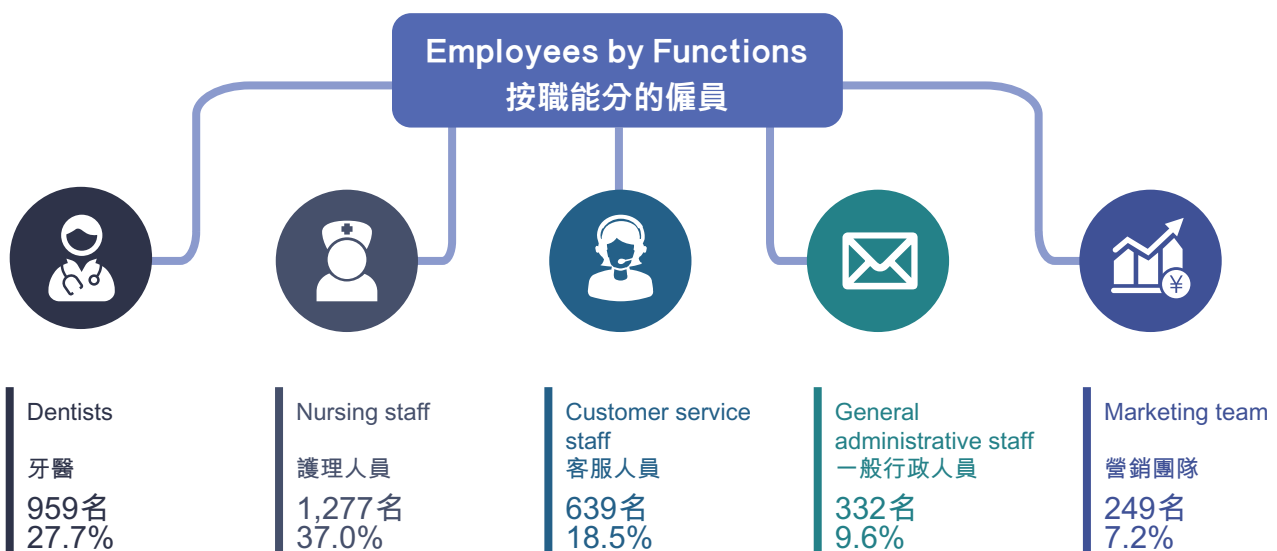 Employees by Functions
按職能分的僱員
Dentists
牙醫
959名
27.7%
Nursing staff
護理人員
1,277名
37.0%
Customer service
staff
客服人員
639名
18.5%
General
administrative staff
一般行政人員
332名
9.6%
¥
Marketing team
營銷團隊
249名
7.2%